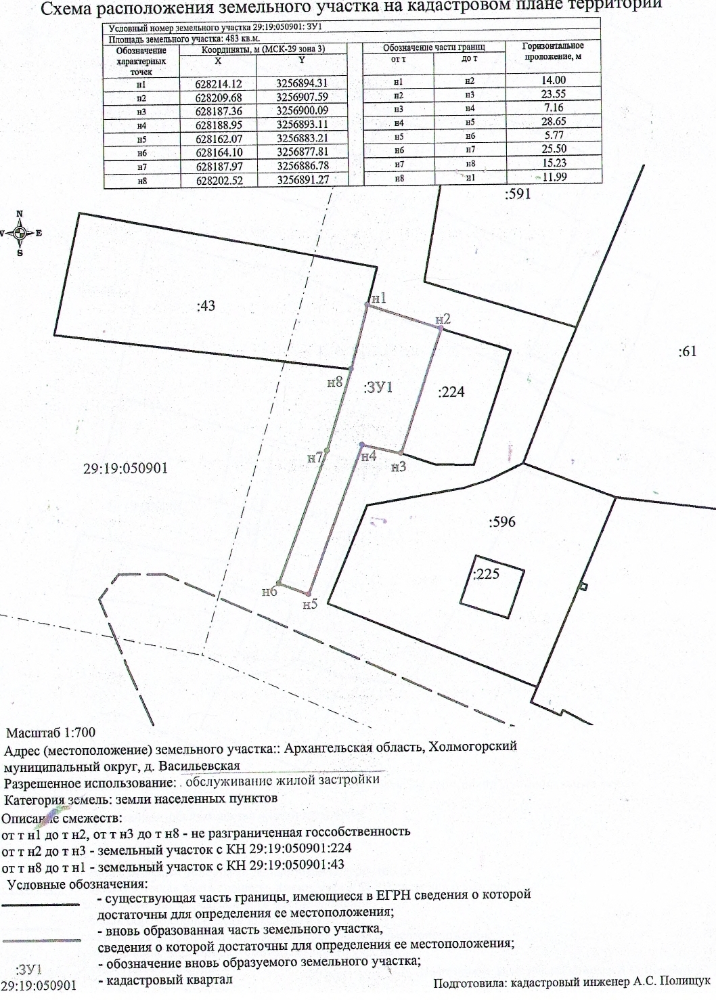 Схема расположения земельного участка на кадастровом плане территории
Условный номер земельного участка 29:19:050901: ЗУ1
Площадь земельного участка: 483 кв.м.
Обозначение характерных точек Координаты, м (МСК-29 зона 3) Обозначение части границ Горизонтальное проложение, м
X Y от т до т
н1 628214.12 3256894.31 н1 н2 14.00
н2 628209.68 3256907.59 н2 н3 23.55
н3 628187.36 3256900.09 н3 н4 7.16
н4 628188.95 3256893.11 н4 н5 28.65
н5 628162.07 3256883.21 н5 н6 5.77
н6 628164.10 3256877.81 н6 н7 25.50
н7 628187.97 3256886.78 н7 н8 15.23
н8 628202.52 3256891.27 н8 н1 11.99
:591
N
V E
S
:43
н1
н2
:61
н8
:ЗУ1
:224
н7
н4
н3
29:19:050901
:596
:225
н6
н5
Масштаб 1:700
Адрес (местоположение) земельного участка:: Архангельская область, Холмогорский
муниципальный округ, д. Васильевская
Разрешенное использование: . обслуживание жилой застройки
Категория земель: земли населенных пунктов
Описание смежеств:
от т н1 до т н2, от т н3 до т н8 - не разграниченная госсобственность
от т н2 до т н3 - земельный участок с КН 29:19:050901:224
от т н8 до т н1 - земельный участок с КН 29:19:050901:43
Условные обозначения:
- существующая часть границы, имеющиеся в ЕГРН сведения о которой
достаточны для определения ее местоположения;
- вновь образованная часть земельного участка,
сведения о которой достаточны для определения ее местоположения;
:ЗУ1 - обозначение вновь образуемого земельного участка;
29:19:050901 - кадастровый квартал
Подготовила: кадастровый инженер А.С. Полищук